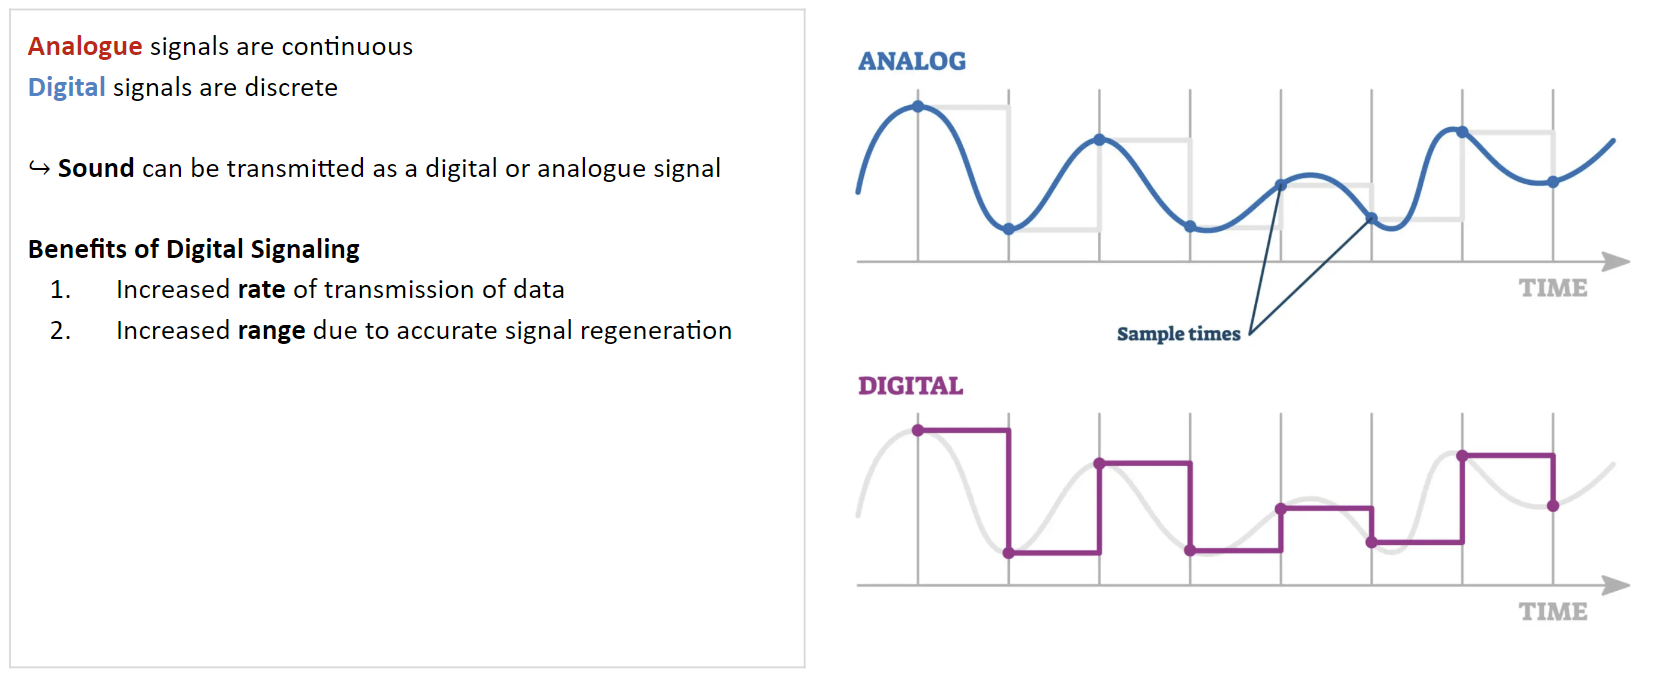 Analogue signals are continuous
Digital signals are discrete
↪ Sound can be transmitted as a digital or analogue signal
Benefits of Digital Signaling
1. Increased rate of transmission of data
2. Increased range due to accurate signal regeneration
ANALOG
TIME
Sample times
DIGITAL
TIME